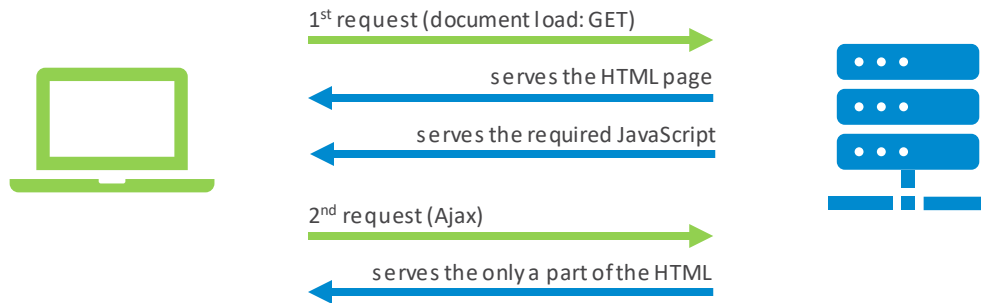 1st request (document load: GET)
serves the HTML page
serves the required JavaScript
2nd request (Ajax)
serves the only a part of the HTML